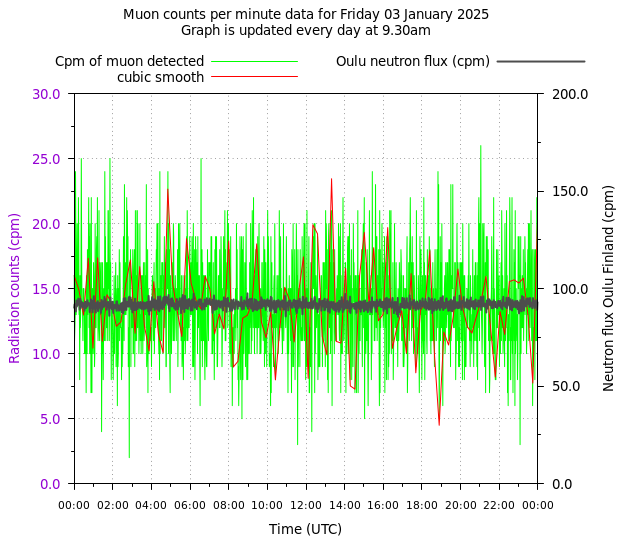 Muon counts per minute data for Friday 03 January 2025
Graph is updated every day at 9.30am
Cpm of muon detected
cubic smooth
Oulu neutron flux (cpm)
30.0
25.0
20.0
15.0
10.0
5.0
0.0
Radiation counts (cpm)
200.0
150.0
100.0
50.0
0.0
Neutron flux Oulu Finland (cpm)
00:00 02:00 04:00 06:00 08:00 10:00 12:00 14:00 16:00 18:00 20:00 22:00 00:00
Time (UTC)